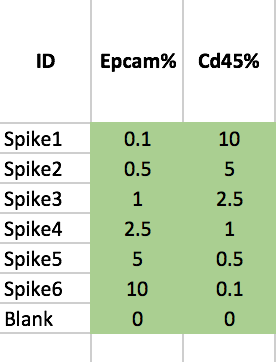 ID Epcam% Cd45%
Spike1 0.1 10
Spike2 0.5 5
Spike3 1 2.5
Spike4 2.5 1
Spike5 5 0.5
Spike6 10 0.1
Blank 0 0